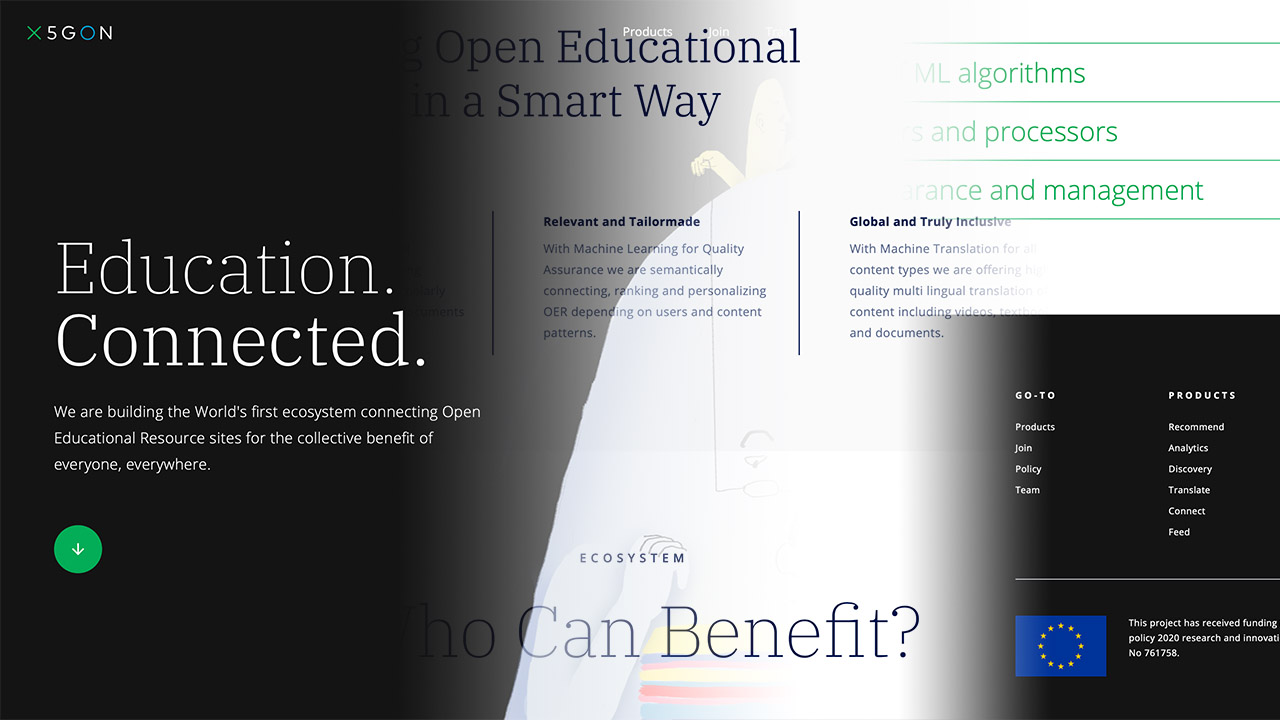 X5GON
Products Join
Open Educational
in a Smart Way
ML algorithms
and processors
and management
Relevant and Tailormade
With Machine Learning for Quality
Assurance we are semantically
connecting, ranking and personalizing
OER depending on users and content
patterns.
Global and Truly Inclusive
With Machine Translation for all
content types we are offering high
quality multi lingual translation
content including videos,
and documents.
Education.
Connected.
We are building the World's first ecosystem connecting Open
Educational Resource sites for the collective benefit of
everyone, everywhere.
ECOSYSTEM
Who Can Benefit?
GO-TO
Products
Join
Policy
Team
PRODUCTS
Recommend
Analytics
Discovery
Translate
Connect
Feed
This project has received funding
policy 2020 research and
No 761758.